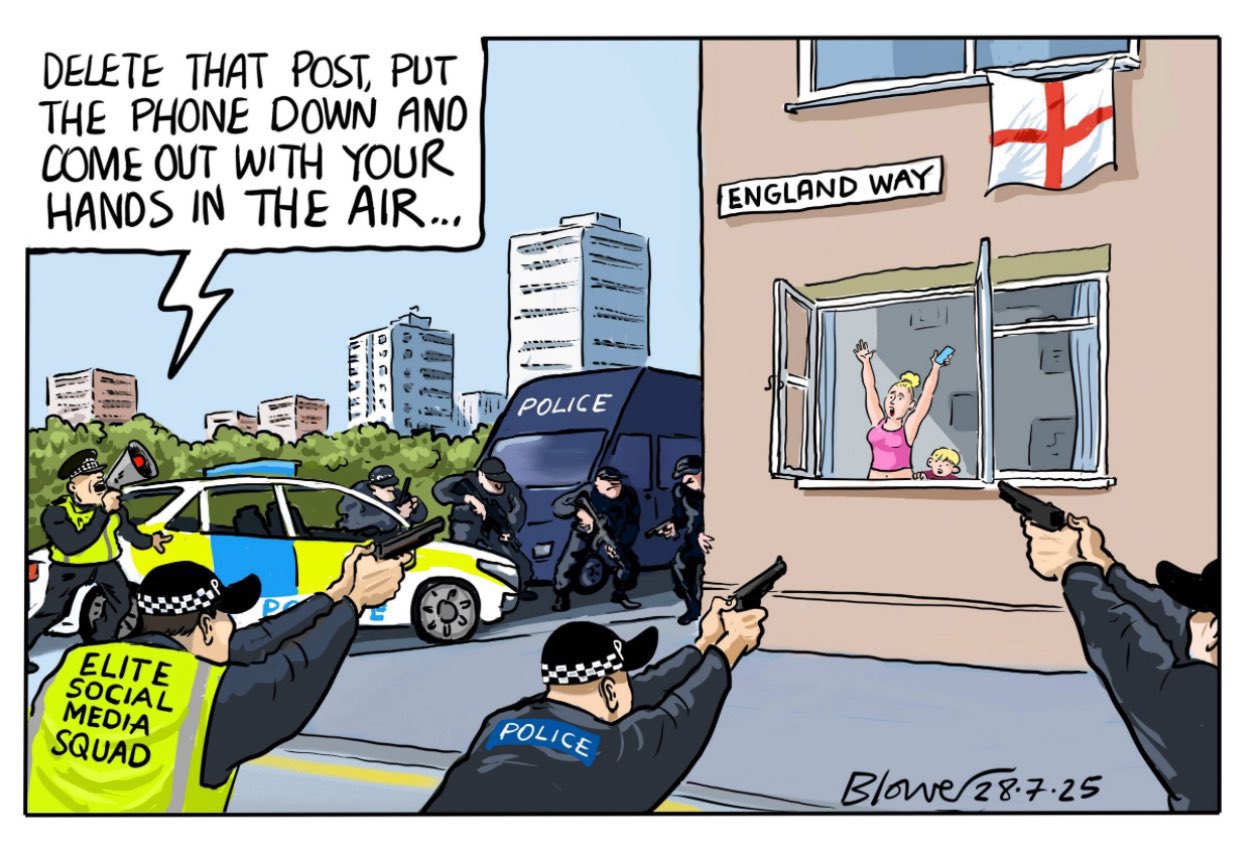 DELETE THAT POST, PUT
THE PHONE DOWN AND
COME OUT WITH YOUR
HANDS IN THE AIR...
ENGLAND WAY
POLICE
ELITE
SOCIAL
MEDIA
SQUAD
POLICE
Blower 28.7.25